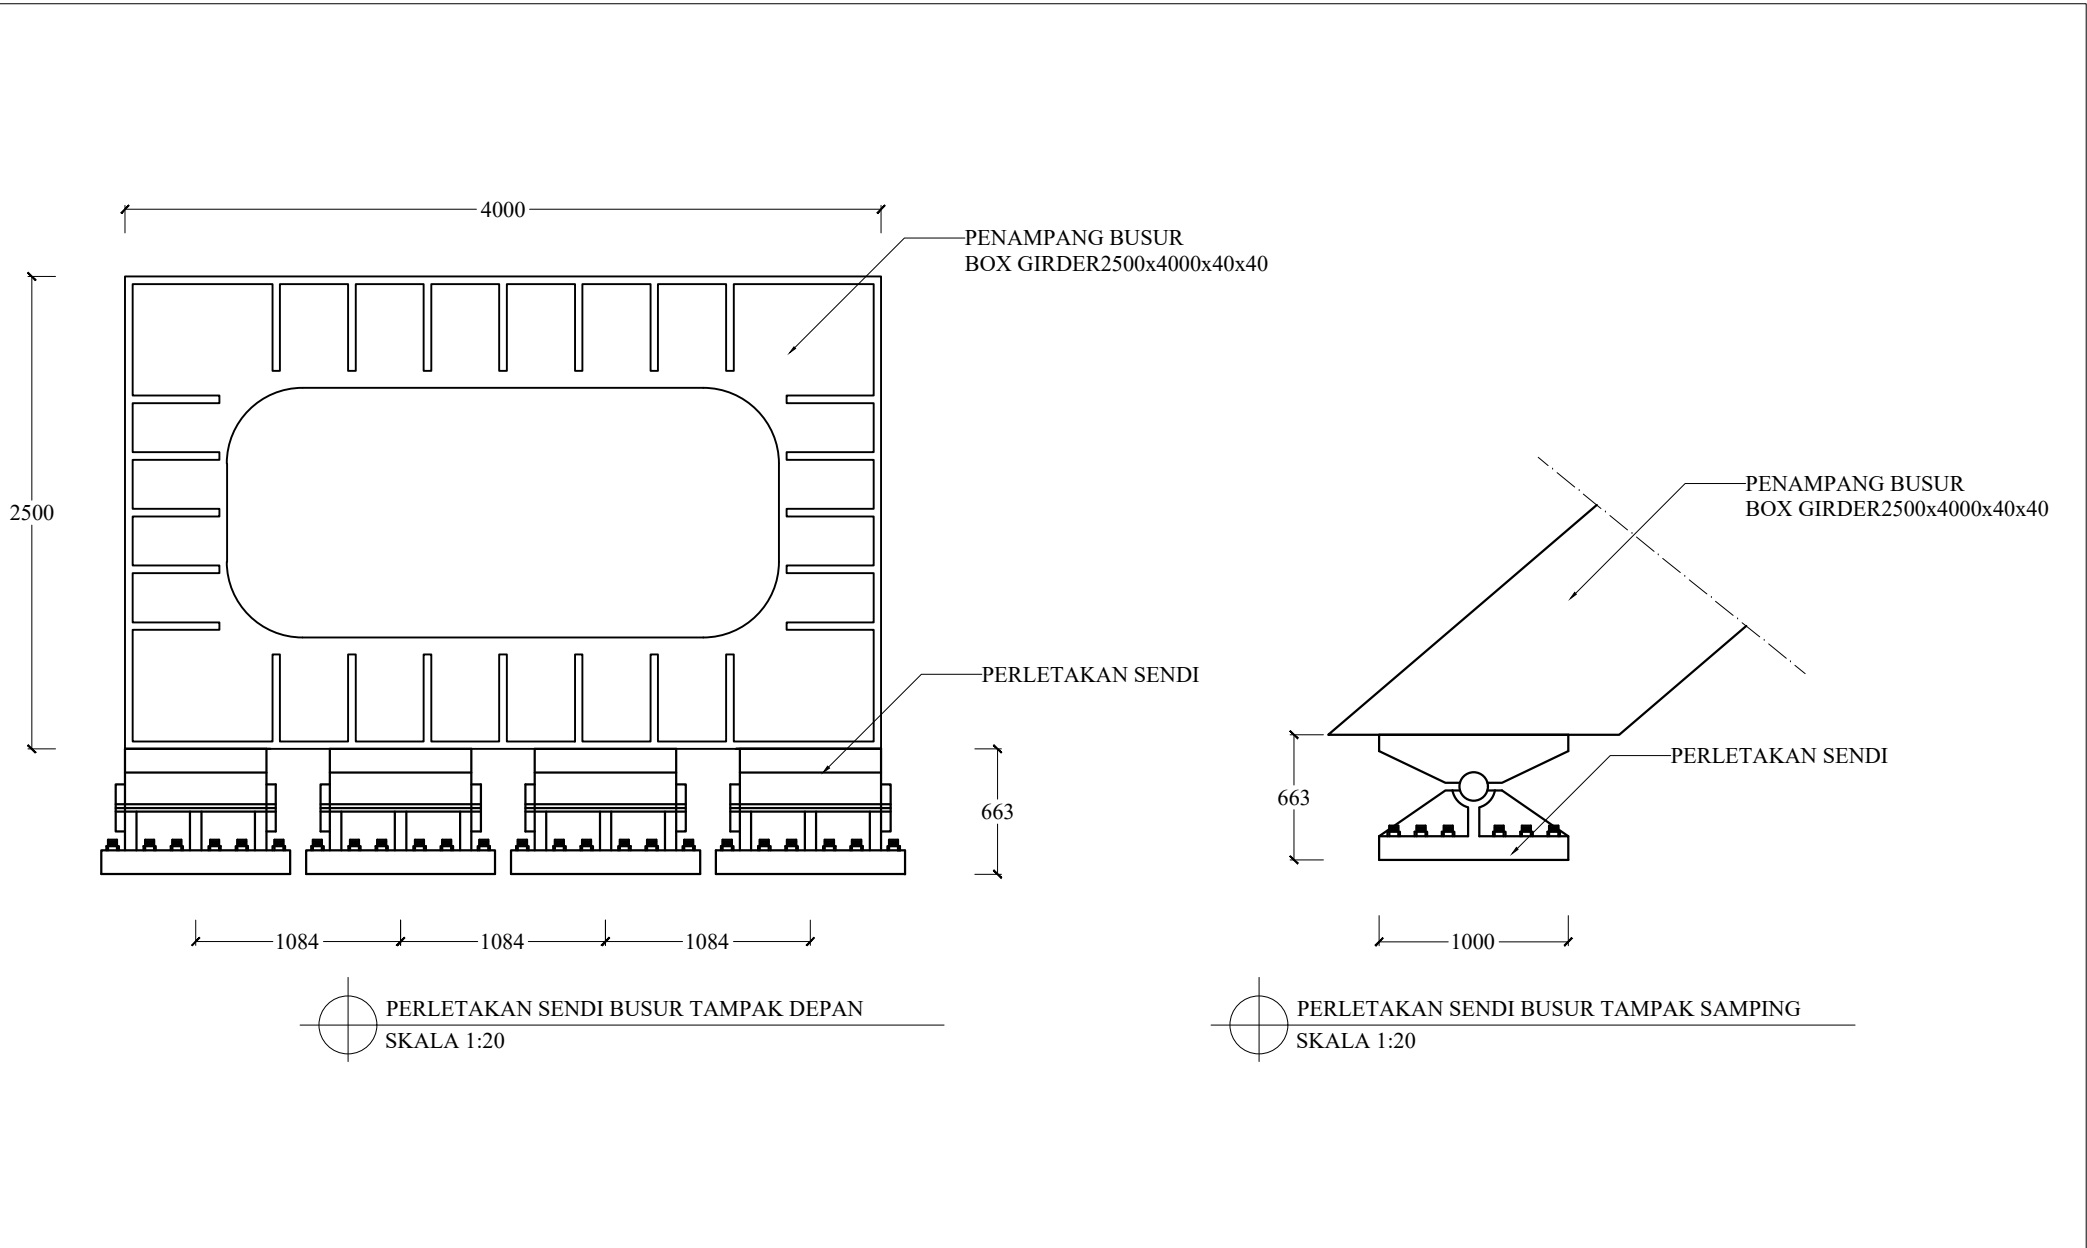 4000
PENAMPANG BUSUR
BOX GIRDER2500x4000x40x40
2500
PERLETAKAN SENDI
663
1084
1084
1084
PERLETAKAN SENDI BUSUR TAMPAK DEPAN
SKALA 1:20
PENAMPANG BUSUR
BOX GIRDER2500x4000x40x40
PERLETAKAN SENDI
663
1000
PERLETAKAN SENDI BUSUR TAMPAK SAMPING
SKALA 1:20